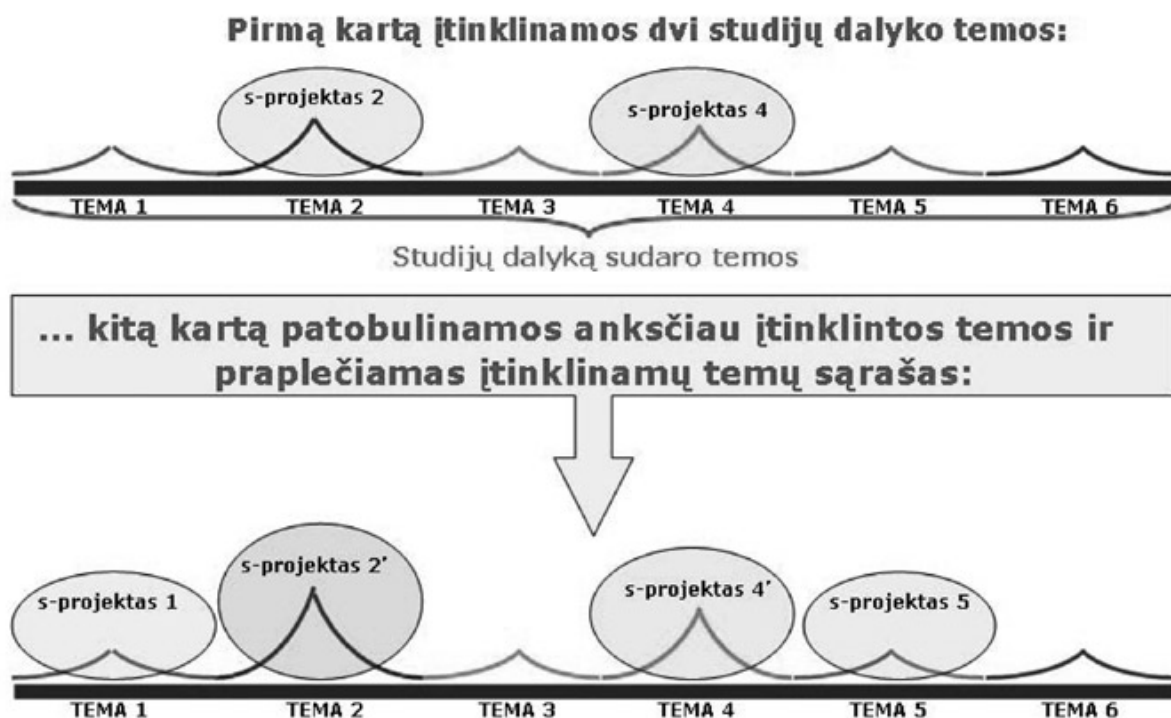 Pirmą kartą įtinklinamos dvi studijų dalyko temos:
s-projektas 2
s-projektas 4
TEMA 1 TEMA 2 TEMA 3 TEMA 4 TEMA 5 TEMA 6
Studijų dalyką sudaro temos
... kitą kartą patobulinamos anksčiau įtinklintos temos ir
praplečiamas įtinklinamų temų sąrašas:
s-projektas 1
s-projektas 2′
s-projektas 4′
s-projektas 5
TEMA 1 TEMA 2 TEMA 3 TEMA 4 TEMA 5 TEMA 6